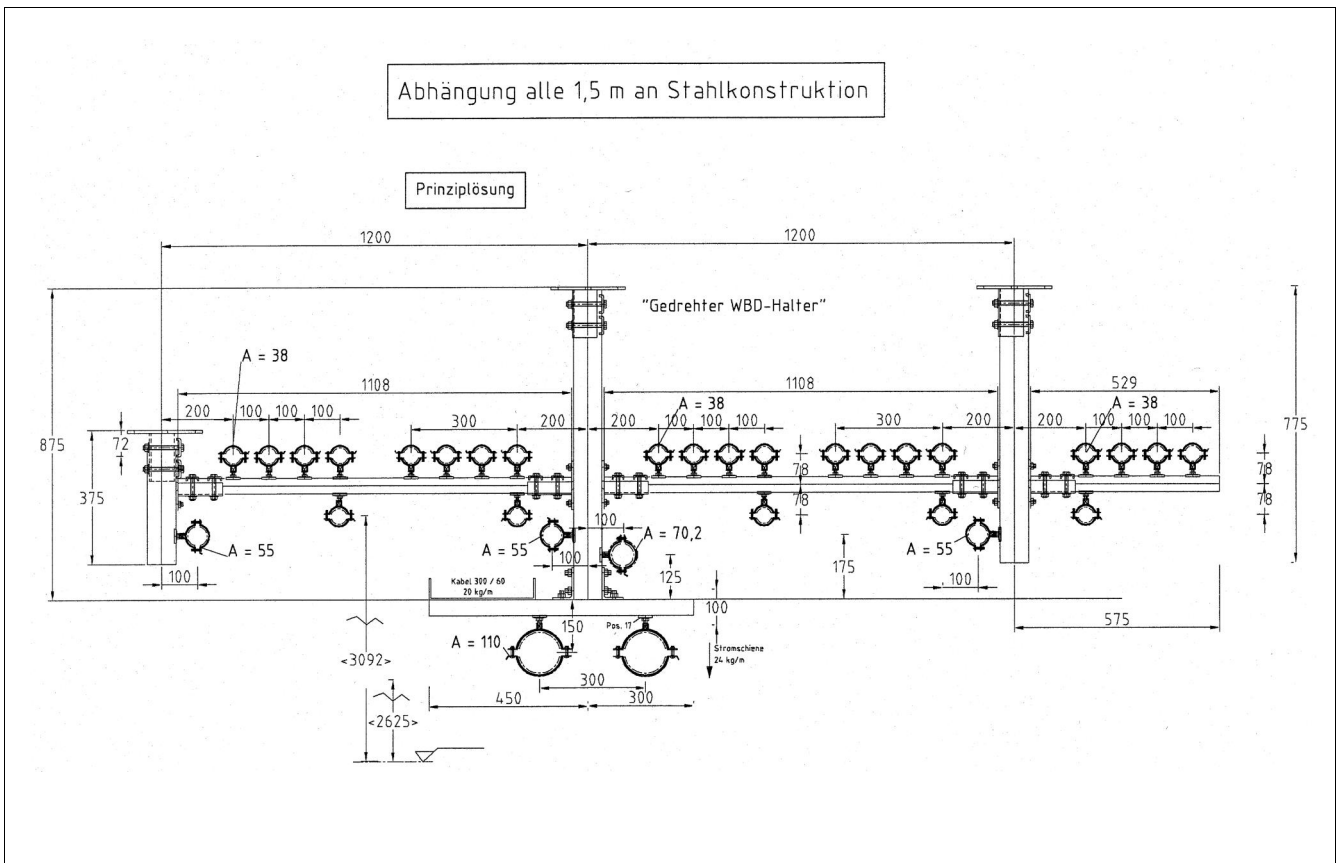 Abhängung alle 1,5 m an Stahlkonstruktion
Prinziplösung
1200 1200
"Gedrehter WBD-Halter"
A = 38
1108 1108 529
A = 38 A = 38
200 100 100 100 300 200 200 100 100 100 300 200 200 100 100 100
875 72 775
78 78
375 78 78
100 A = 70,2
A = 55 A = 55 A = 55
100 100 125 175 100
Kabel 300 / 60
20 kg/m
100
150 Pos. 17 575
A = 110 Stromschiene
24 kg/m
<3092>
300
450 300
<2625>